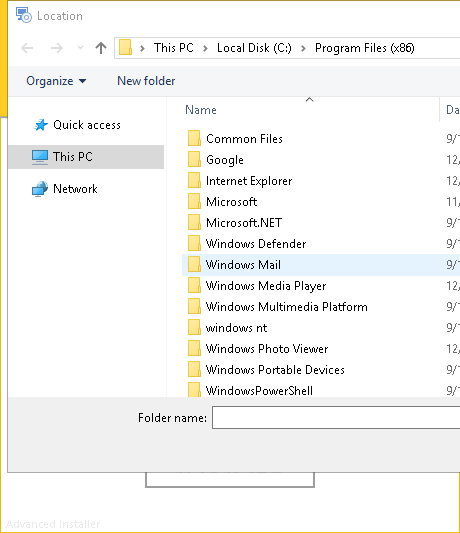 Location
This PC > Local Disk (C:) > Program Files (x86)
Organize New folder
Name Da
Quick access
This PC
Network
Common Files 9/1
Google 12/
Internet Explorer 9/1
Microsoft 11/
Microsoft.NET 9/1
Windows Defender 9/1
Windows Mail 9/1
Windows Media Player 12/
Windows Multimedia Platform 9/1
windows nt 9/1
Windows Photo Viewer 12/
Windows Portable Devices 9/1
WindowsPowerShell 9/1
Folder name:
Advanced Installer